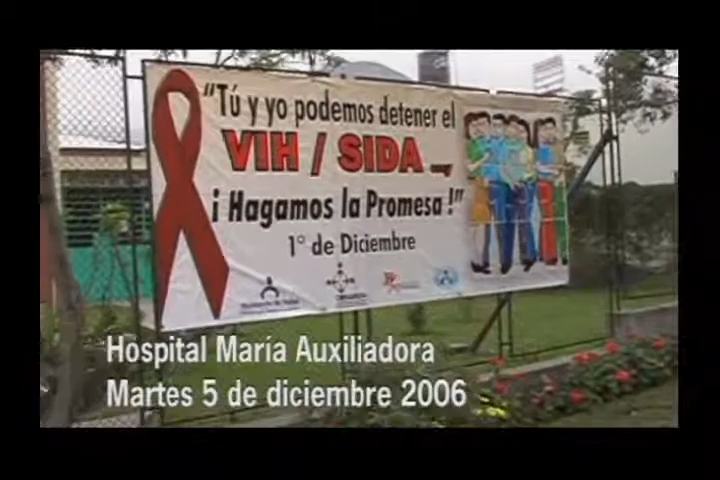 "Tú y yo podemos detener el
VIH / SIDA
¡Hagamos la Promesa!"
1° de Diciembre
Hospital María Auxiliadora
Martes 5 de diciembre 2006